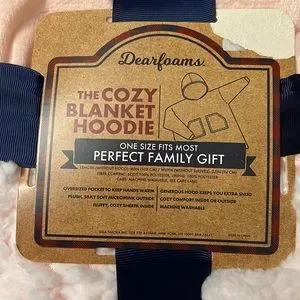 Dearfoams
THE COZY
BLANKET
HOODIE
ONE SIZE FITS MOST
PERFECT FAMILY GIFT
OVERSIZED POCKET TO KEEP HANDS WARM
PLUSH, SILKY SOFT MICROMINK OUTSIDE
FLUFFY, COZY SHERPA INSIDE
GENEROUS HOOD KEEPS YOU EXTRA SNUG
COZY COMFORT INSIDE OR OUTSIDE
MACHINE WASHABLE